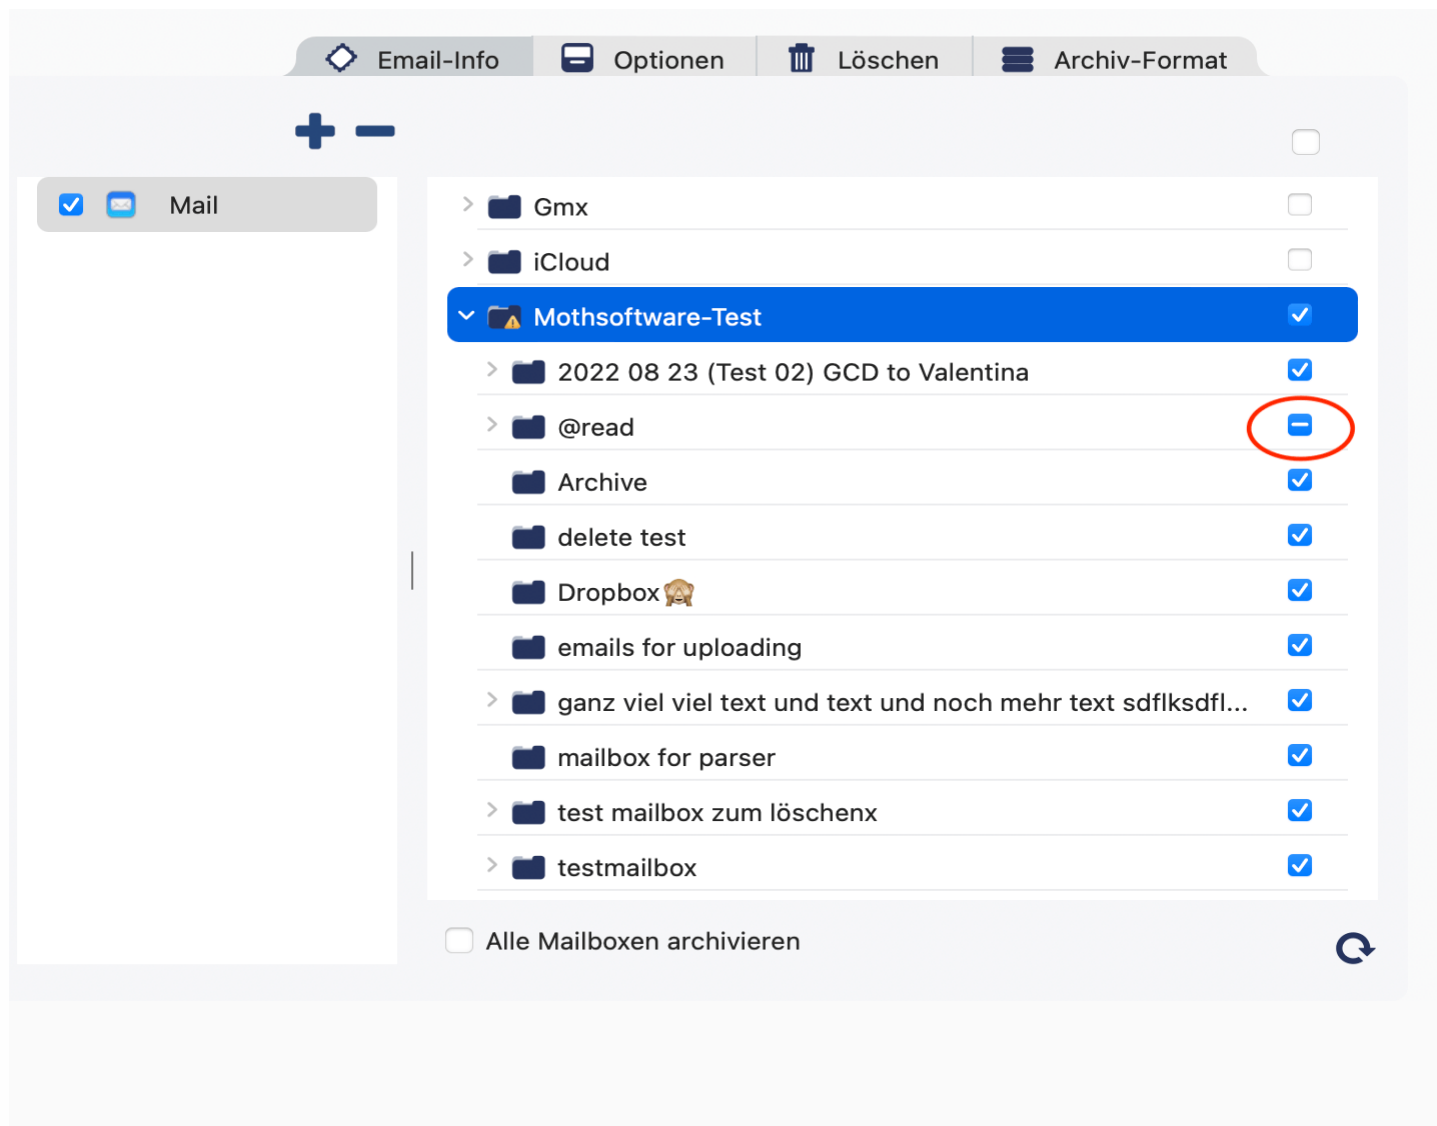 Email-Info
Optionen
Löschen
Archiv-Format
Mail
Gmx
iCloud
Mothsoftware-Test
2022 08 23 (Test 02) GCD to Valentina
@read
Archive
delete test
Dropbox🙈
emails for uploading
ganz viel viel text und text und noch mehr text sdflksdfl...
mailbox for parser
test mailbox zum löschenx
testmailbox
Alle Mailboxen archivieren